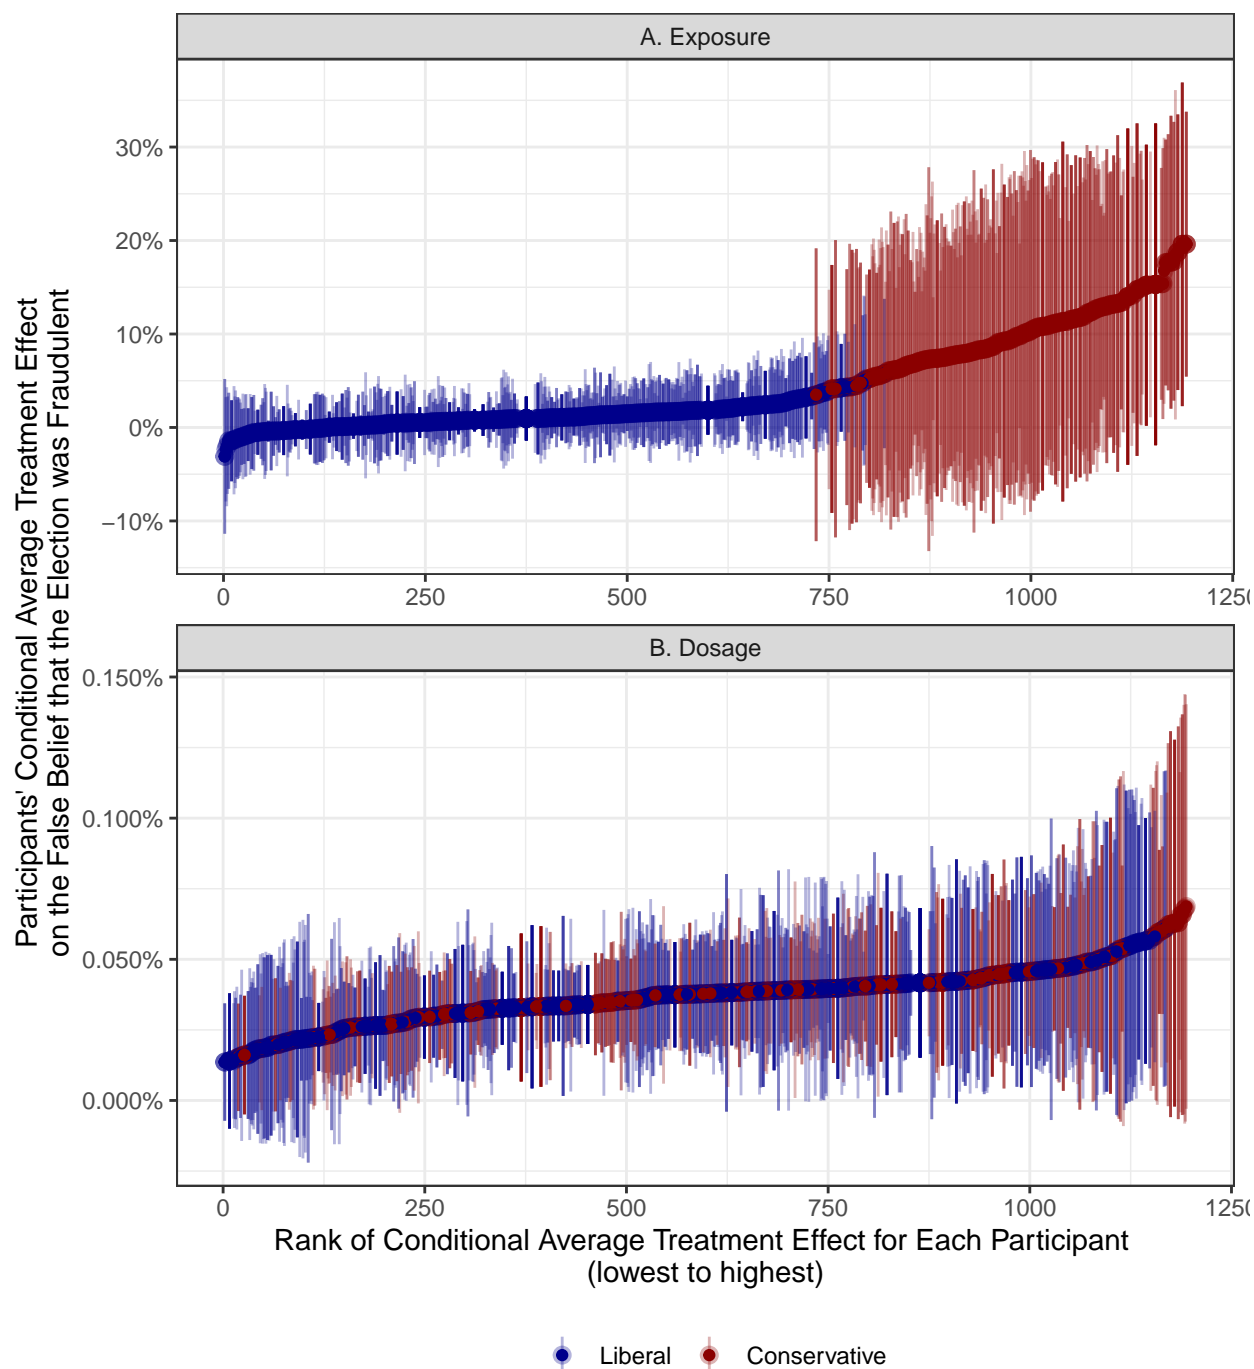 A. Exposure
30%
20%
10%
0%
−10%
0 250 500 750 1000 1250
B. Dosage
0.150%
0.100%
0.050%
0.000%
0 250 500 750 1000 1250
Participants' Conditional Average Treatment Effect
on the False Belief that the Election was Fraudulent
Rank of Conditional Average Treatment Effect for Each Participant
(lowest to highest)
Liberal Conservative